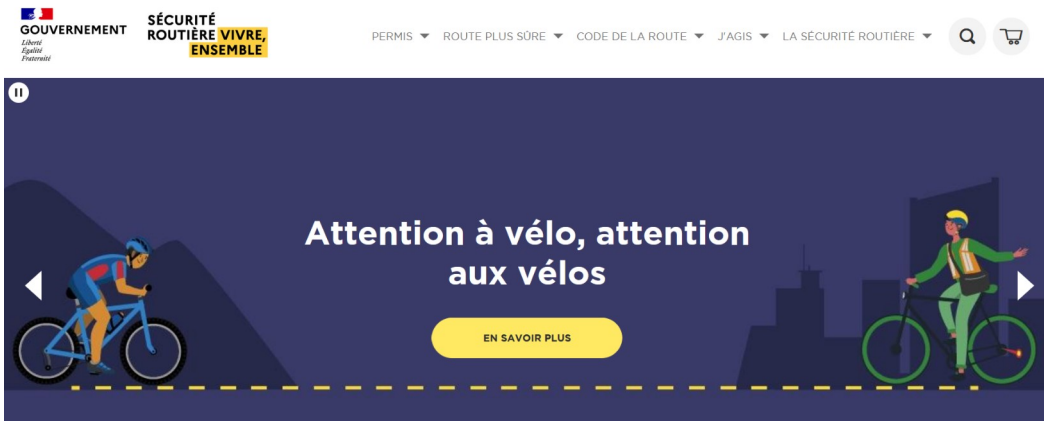 GOUVERNEMENT
Liberté
Égalité
Fraternité
SÉCURITÉ
ROUTIÈRE VIVRE,
ENSEMBLE
PERMIS ROUTE PLUS SÛRE CODE DE LA ROUTE J'AGIS LA SÉCURITÉ ROUTIÈRE
Attention à vélo, attention
aux vélos
EN SAVOIR PLUS